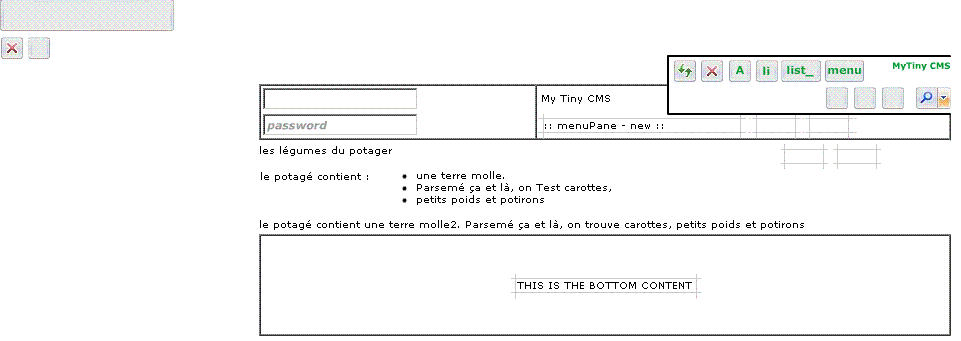 A li list_ menu MyTiny CMS
My Tiny CMS
password
:: menuPane - new ::
les légumes du potager
le potagé contient :
une terre molle.
Parsemé ça et là, on Test carottes,
petits poids et potirons
le potagé contient une terre molle2. Parsemé ça et là, on trouve carottes, petits poids et potirons
THIS IS THE BOTTOM CONTENT